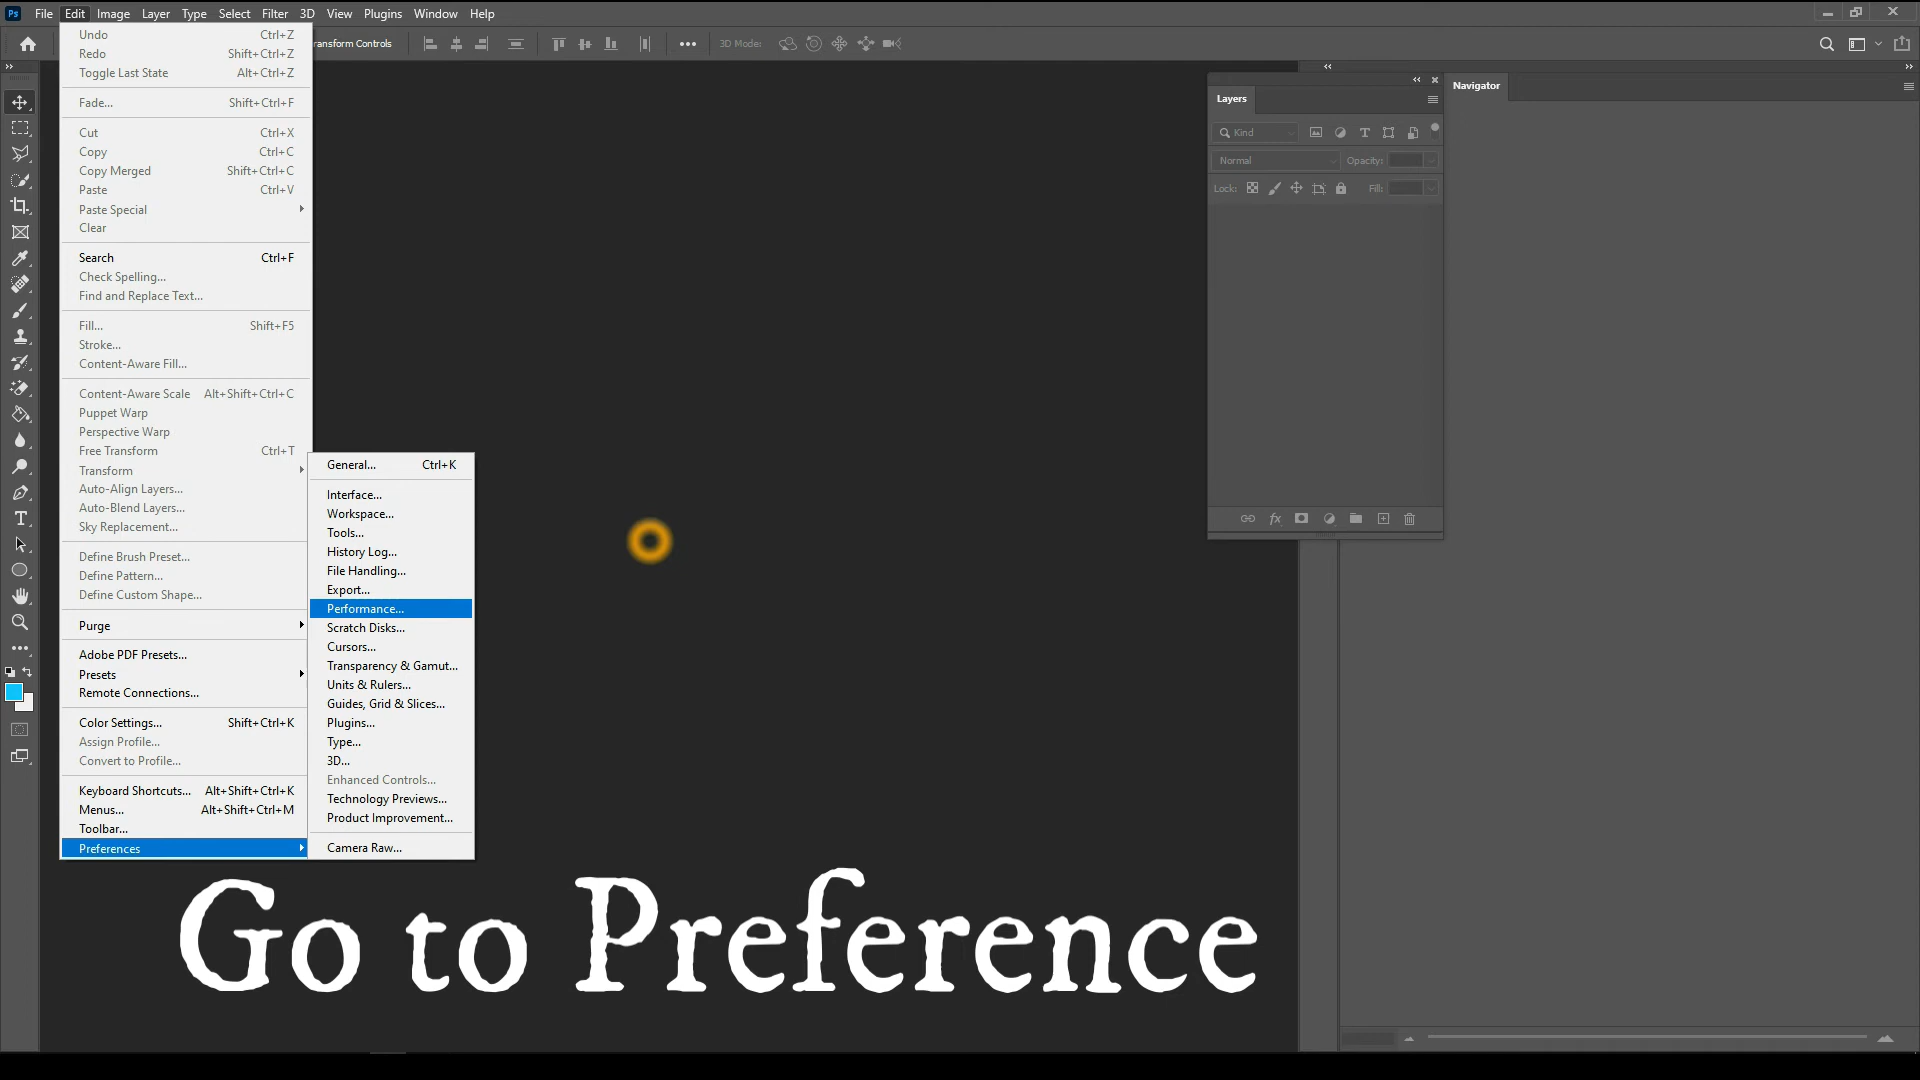 Ps File Edit Image Layer Type Select Filter 3D View Plugins Window Help
ransform Controls 3D Mode:
Undo Ctrl+Z
Redo Shift+Ctrl+Z
Toggle Last State Alt+Ctrl+Z
Fade... Shift+Ctrl+F
Cut Ctrl+X
Copy Ctrl+C
Copy Merged Shift+Ctrl+C
Paste Ctrl+V
Paste Special
Clear
Search Ctrl+F
Check Spelling...
Find and Replace Text...
Fill... Shift+F5
Stroke...
Content-Aware Fill...
Content-Aware Scale Alt+Shift+Ctrl+C
Puppet Warp
Perspective Warp
Free Transform Ctrl+T
Transform
Auto-Align Layers...
Auto-Blend Layers...
Sky Replacement...
Define Brush Preset...
Define Pattern...
Define Custom Shape...
Purge
Adobe PDF Presets...
Presets
Remote Connections...
Color Settings... Shift+Ctrl+K
Assign Profile...
Convert to Profile...
Keyboard Shortcuts... Alt+Shift+Ctrl+K
Menus... Alt+Shift+Ctrl+M
Toolbar...
Preferences
General... Ctrl+K
Interface...
Workspace...
Tools...
History Log...
File Handling...
Export...
Performance...
Scratch Disks...
Cursors...
Transparency & Gamut...
Units & Rulers...
Guides, Grid & Slices...
Plugins...
Type...
3D...
Enhanced Controls...
Technology Previews...
Product Improvement...
Camera Raw...
Layers
Kind
Normal Opacity:
Lock: Fill:
fx
Navigator
Go to Preference